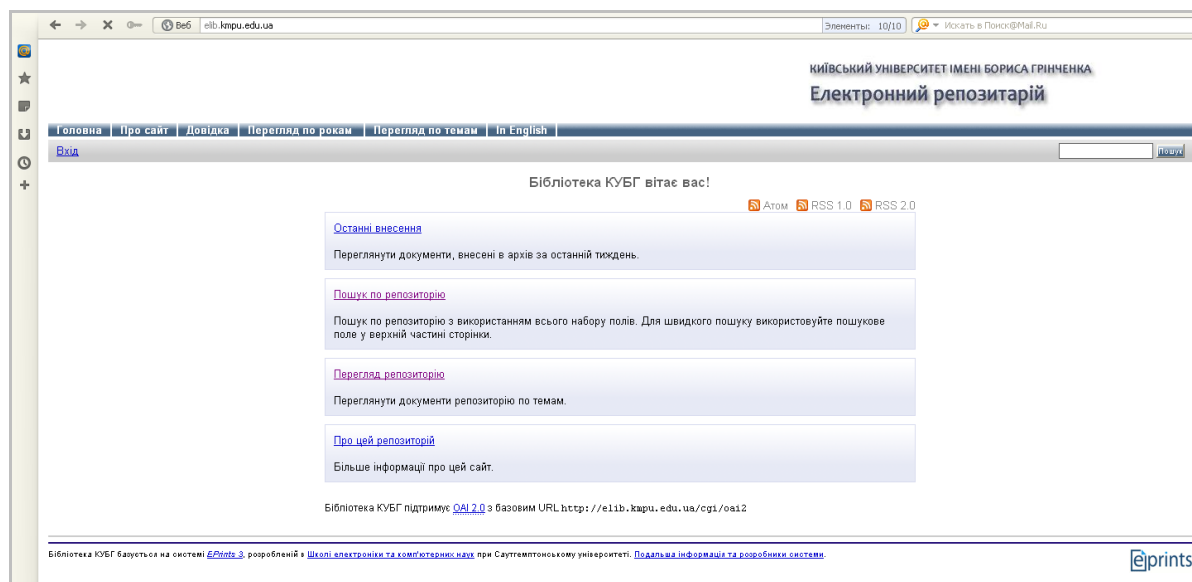 Веб elib.kmpu.edu.ua Элементы: 10/10 Искать в Поиск@Mail.Ru
КИЇВСЬКИЙ УНІВЕРСИТЕТ ІМЕНІ БОРИСА ГРІНЧЕНКА
Електронний репозитарій
Головна Про сайт Довідка Перегляд по рокам Перегляд по темам In English
Вхід Пошук
Бібліотека КУБГ вітає вас!
Атом RSS 1.0 RSS 2.0
Останні внесення
Переглянути документи, внесені в архів за останній тиждень.
Пошук по репозиторію
Пошук по репозиторію з використанням всього набору полів. Для швидкого пошуку використовуйте пошукове
поле у верхній частині сторінки.
Перегляд репозиторію
Переглянути документи репозиторію по темам.
Про цей репозиторій
Більше інформації про цей сайт.
Бібліотека КУБГ підтримує OAI 2.0 з базовим URL http://elib.kmpu.edu.ua/cgi/oai2
Бібліотека КУБГ базується на системі EPrints 3, розробленій в Школі електроніки та комп'ютерних наук при Саутгемптонському університеті. Подальша інформація та розробники системи.
eprints